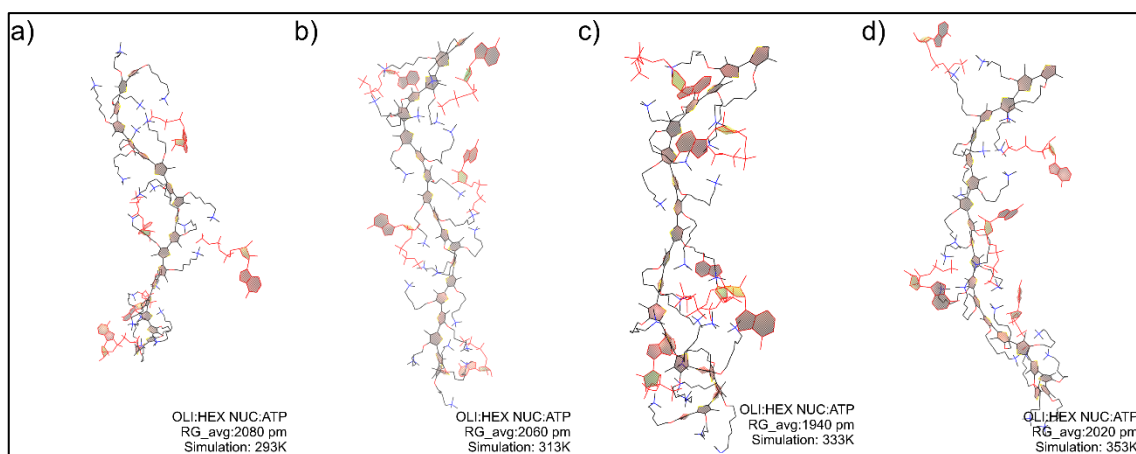 a)
b)
c)
d)
OLI:HEX NUC:ATP
RG_avg:2080 pm
Simulation: 293K
OLI:HEX NUC:ATP
RG_avg:2060 pm
Simulation: 313K
OLI:HEX NUC:ATP
RG_avg:1940 pm
Simulation: 333K
OLI:HEX NUC:ATP
RG_avg:2020 pm
Simulation: 353K